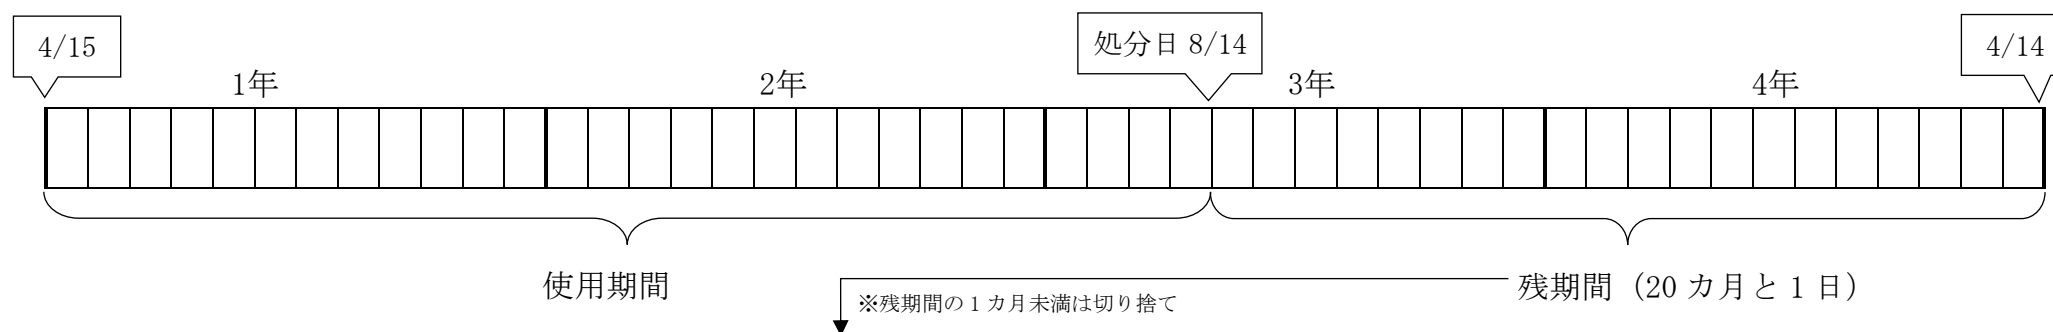 4/15
処分日 8/14
4/14
1年
2年
3年
4年
使用期間
残期間（20 カ月と 1 日）
※残期間の 1 カ月未満は切り捨て